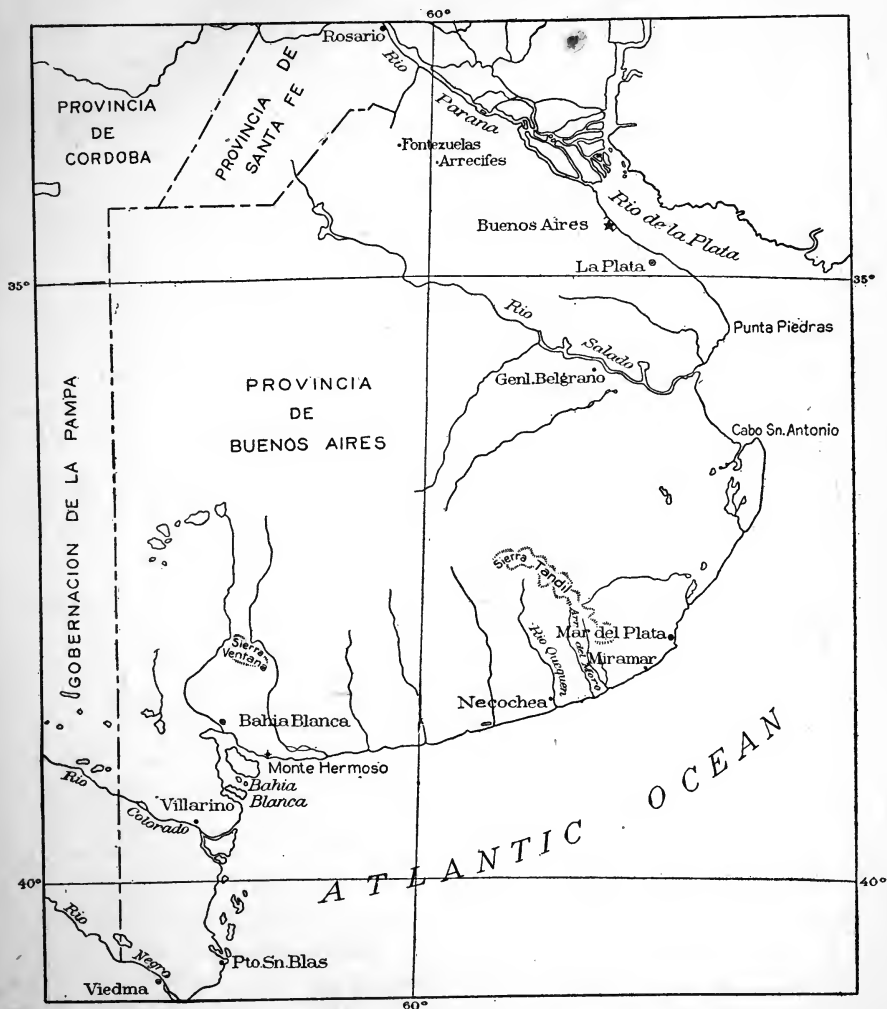 60°
Rosario
Rio
Parana
PROVINCIA
DE
CORDOBA
PROVINCIA DE
SANTA FE
Fontezuelas
Arrecifes
Buenos Aires
Rio de la Plata
La Plata
35°
35°
Rio
Salado
Punta Piedras
Genl. Belgrano
PROVINCIA
DE
BUENOS AIRES
Cabo Sn. Antonio
GOBERNACION DE LA PAMPA
Sierra Tandil
Sierra
Ventana
Mar del Plata
Rio Quequen
Arr. del Moro
Miramar
Necochea
Bahia Blanca
Monte Hermoso
Bahia
Blanca
Rio
Colorado
Villarino
ATLANTIC OCEAN
40°
40°
Rio
Negro
Pto. Sn. Blas
Viedma
60°